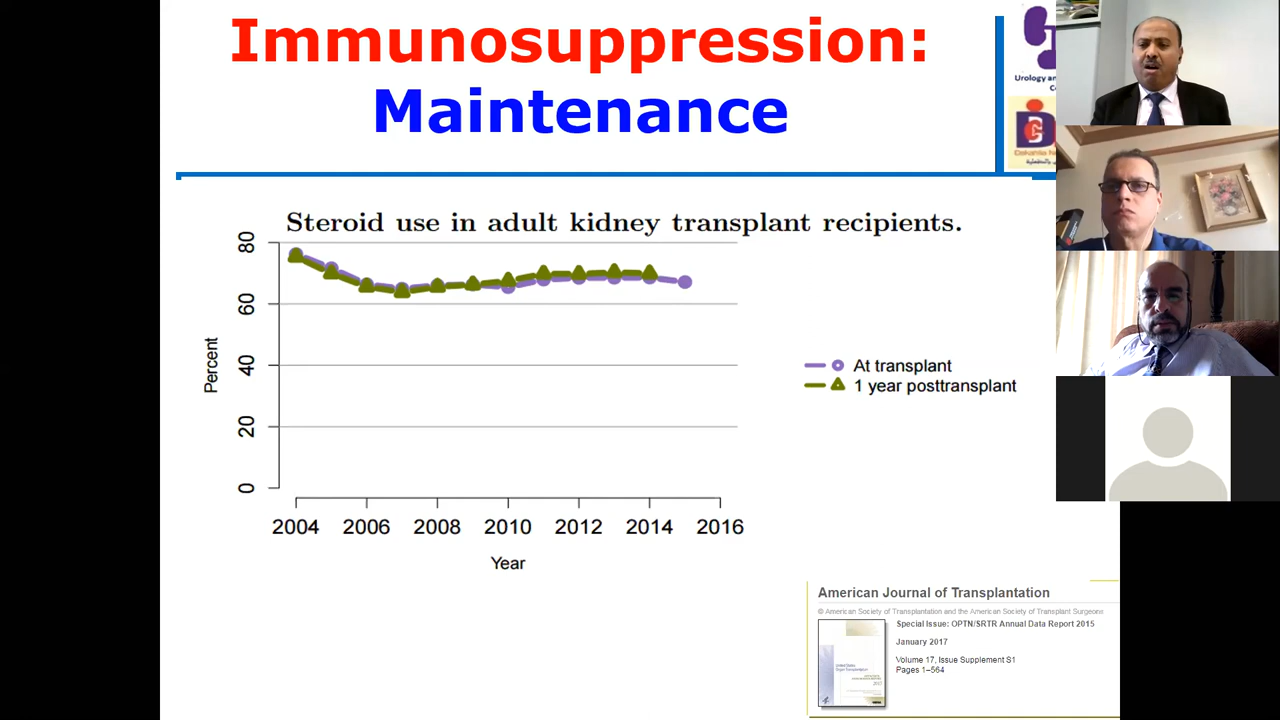 Immunosuppression:
Maintenance
Urology and
Steroid use in adult kidney transplant recipients.
80
60
40
20
0
Percent
2004 2006 2008 2010 2012 2014 2016
Year
At transplant
1 year posttransplant
American Journal of Transplantation
© American Society of Transplantation and the American Society of Transplant Surgeons
Special Issue: OPTN/SRTR Annual Data Report 2015
January 2017
Volume 17, Issue Supplement S1
Pages 1–564